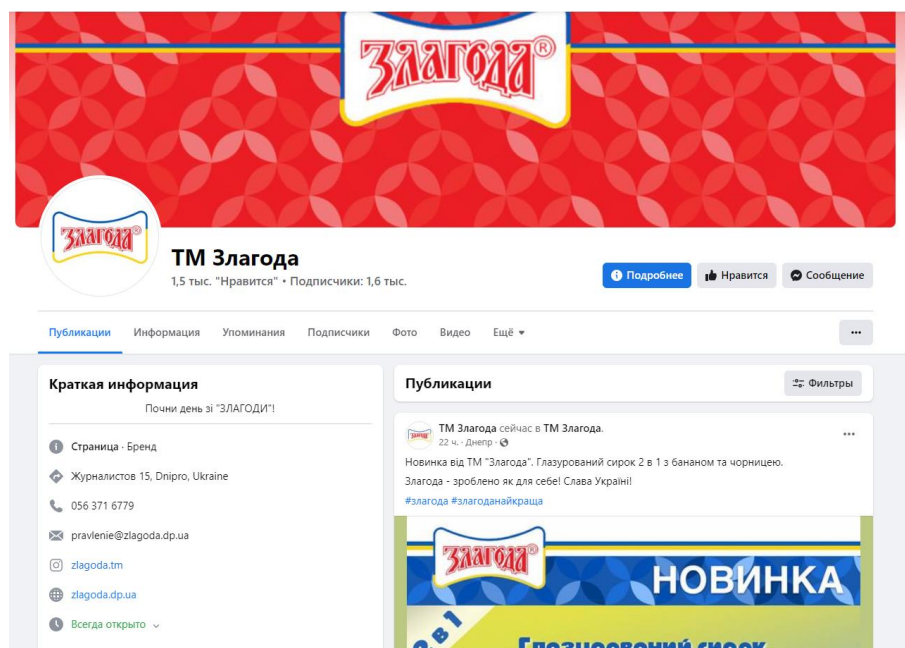 ЗЛАГОДА®
ЗЛАГОДА®
ТМ Злагода
1,5 тыс. "Нравится" • Подписчики: 1,6 тыс.
Подробнее
Нравится
Сообщение
Публикации Информация Упоминания Подписчики Фото Видео Ещё
Краткая информация
Почни день зі "ЗЛАГОДИ"!
Страница · Бренд
Журналистов 15, Dnipro, Ukraine
056 371 6779
pravlenie@zlagoda.dp.ua
zlagoda.tm
zlagoda.dp.ua
Всегда открыто
Публикации
Фильтры
ТМ Злагода сейчас в ТМ Злагода.
22 ч. · Днепр ·
Новинка від ТМ "Злагода". Глазурований сирок 2 в 1 з бананом та чорницею.
Злагода - зроблено як для себе! Слава Україні!
#злагода #злагоданайкраща
ЗЛАГОДА®
НОВИНКА
2 в 1
Глазурований сирок